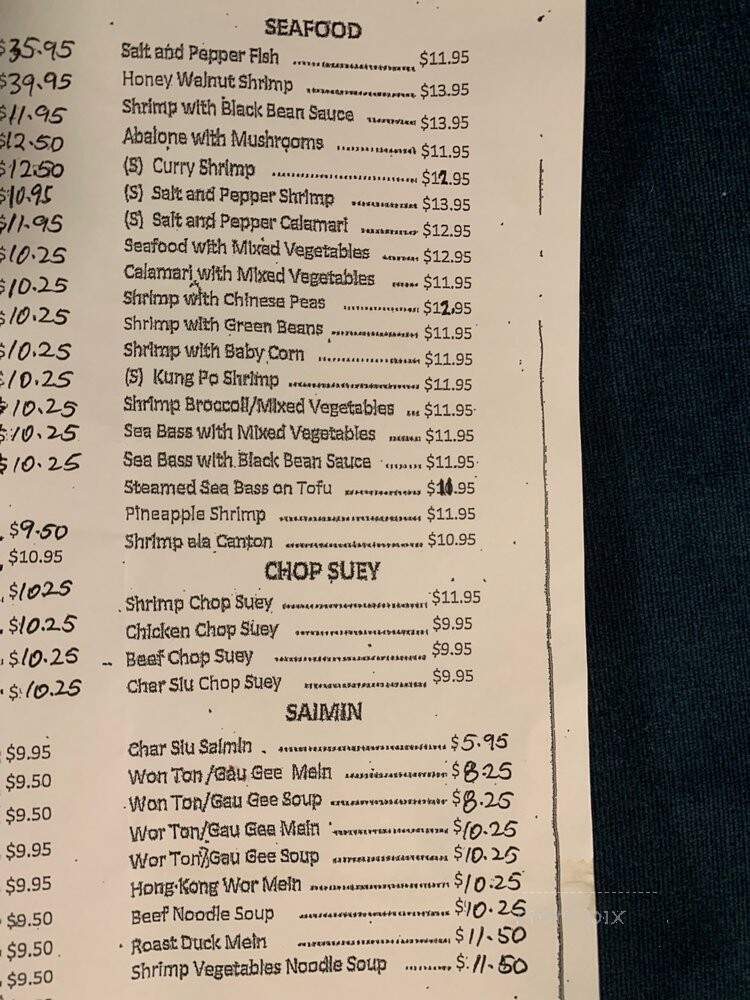 $35.95
$39.95
$11.95
$12.50
$12.50
$10.95
$11.95
$10.25
$10.25
$10.25
$10.25
$10.25
$10.25
$10.25
$10.25
$9.50
$10.95
$1025
$10.25
$10.25
$10.25
$9.95
$9.50
$9.50
$9.95
$9.95
$9.50
$9.50
$9.50
SEAFOOD
Salt and Pepper Fish $11.95
Honey Walnut Shrimp $13.95
Shrimp with Black Bean Sauce $13.95
Abalone with Mushrooms $11.95
(S) Curry Shrimp $12.95
(S) Salt and Pepper Shrimp $13.95
(S) Salt and Pepper Calamari $12.95
Seafood with Mixed Vegetables $12.95
Calamari with Mixed Vegetables $11.95
Shrimp with Chinese Peas $12.95
Shrimp with Green Beans $11.95
Shrimp with Baby Corn $11.95
(S) Kung Po Shrimp $11.95
Shrimp Broccoli/Mixed Vegetables $11.95
Sea Bass with Mixed Vegetables $11.95
Sea Bass with Black Bean Sauce $11.95
Steamed Sea Bass on Tofu $11.95
Pineapple Shrimp $11.95
Shrimp ala Canton $10.95
CHOP SUEY
Shrimp Chop Suey $11.95
Chicken Chop Suey $9.95
Beef Chop Suey $9.95
Char Siu Chop Suey $9.95
SAIMIN
Char Siu Saimin $5.95
Won Ton/Gau Gee Mein $8.25
Won Ton/Gau Gee Soup $8.25
Wor Ton/Gau Gee Mein $10.25
Wor Ton/Gau Gee Soup $10.25
Hong Kong Wor Mein $10.25
Beef Noodle Soup $10.25
Roast Duck Mein $11.50
Shrimp Vegetables Noodle Soup $11.50